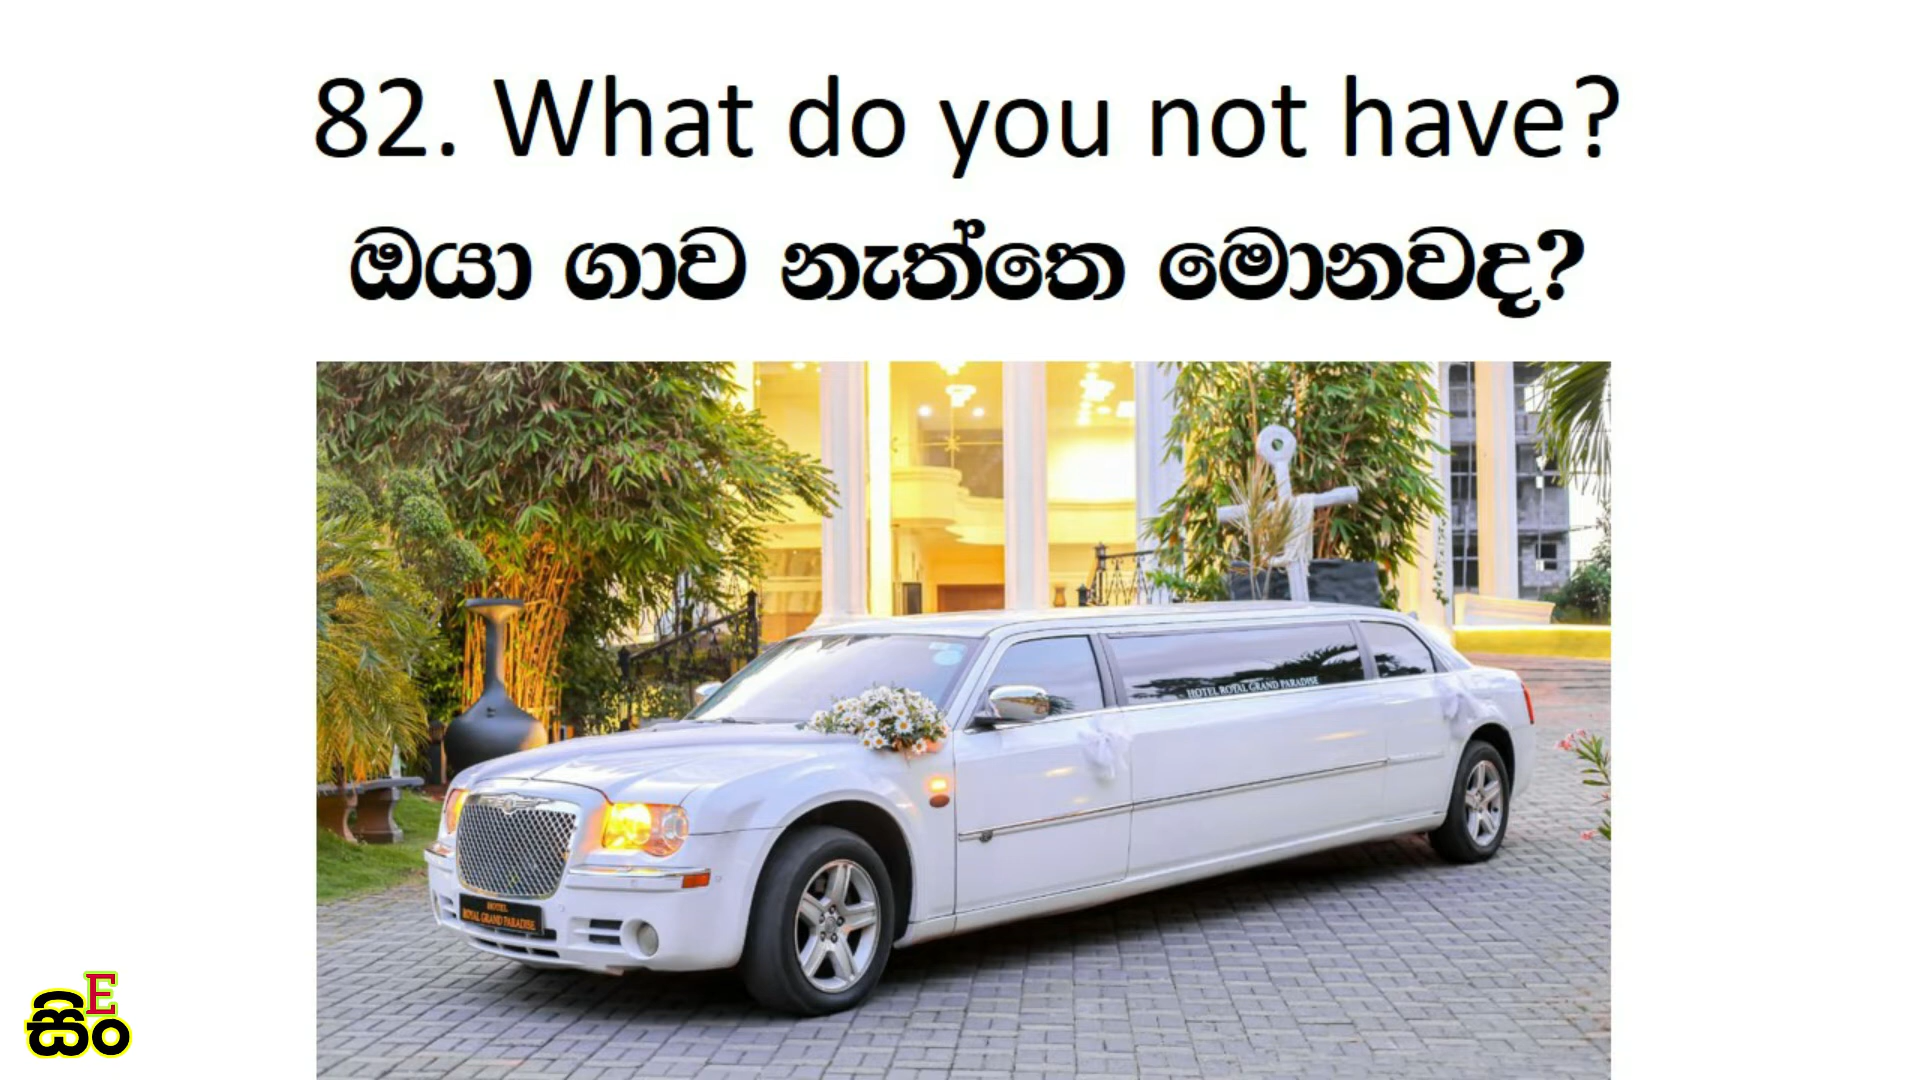 82. What do you not have?
ඔයා ගාව නැත්තෙ මොනවද?
HOTEL ROYAL GRAND PARADISE
HOTEL
ROYAL GRAND PARADISE
E
සිං